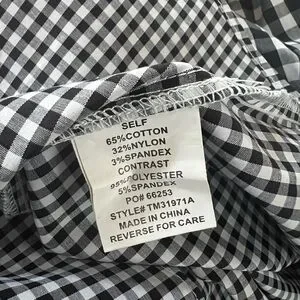 SELF
65%COTTON
32%NYLON
3%SPANDEX
CONTRAST
95%POLYESTER
5%SPANDEX
PO# 66253
STYLE# TM31971A
MADE IN CHINA
REVERSE FOR CARE